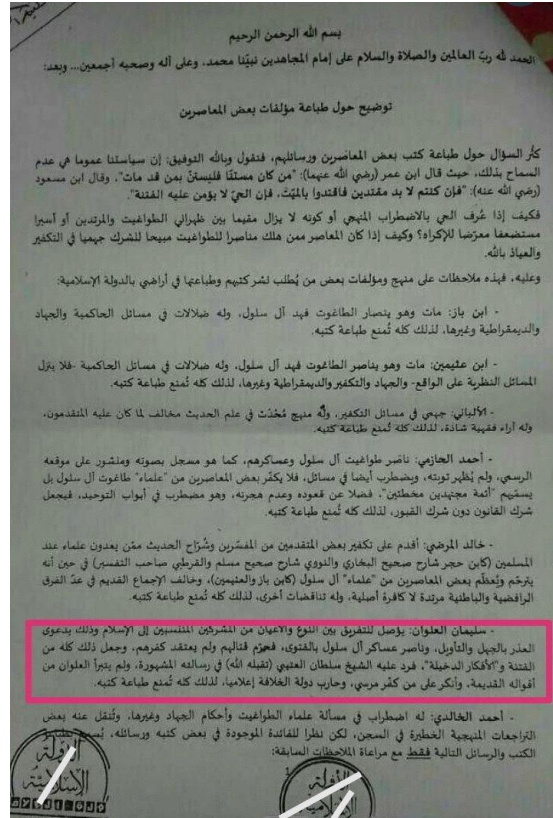 بسم الله الرحمن الرحيم
الحمد لله ربّ العالمين والصلاة والسلام على إمام المجاهدين نبيّنا محمد، وعلى آله وصحبه أجمعين... وبعد:
توضيح حول طباعة مؤلفات بعض المعاصرين
كثُر السؤال حول طباعة كتب بعض المعاصرين ورسائلهم، فنقول وبالله التوفيق: إن سياستنا عموما هي عدم
السماح بذلك، حيث قال ابن عمر (رضي الله عنهما): "من كان مستنًّا فليستنّ بمن قد مات"، وقال ابن مسعود
(رضي الله عنه): "فإن كنتم لا بد مقتدين فاقتدوا بالميّت، فإن الحيّ لا يؤمن عليه الفتنة".
فكيف إذا عُرف الحي بالاضطراب المنهجي أو كونه لا يزال مقيما بين ظهراني الطواغيت والمرتدين أو أسيرا
مستضعفا معرّضا للإكراه؟ وكيف إذا كان المعاصر ممن هلك مناصرا للطواغيت مبيحا للشرك جهميا في التكفير
والعياذ بالله.
وعليه، فهذه ملاحظات على منهج ومؤلفات بعض من يُطلب نشر كتبهم وطباعتها في أراضي بالدولة الإسلامية:
- ابن باز: مات وهو ينتصار الطاغوت فهد آل سلول، وله ضلالات في مسائل الحاكمية والجهاد
والديمقراطية وغيرها، لذلك كله تُمنع طباعة كتبه.
- ابن عثيمين: مات وهو يناصر الطاغوت فهد آل سلول، وله ضلالات في مسائل الحاكمية -فلا ينزل
المسائل النظرية على الواقع- والجهاد والتكفير والديمقراطية وغيرها، لذلك كله تُمنع طباعة كتبه.
- الألباني: جهمي في مسائل التكفير، وله منهج مُحْدَث في علم الحديث مخالف لما كان عليه المتقدمون،
وله آراء فقهية شاذة، لذلك كله تُمنع طباعة كتبه.
- أحمد الحازمي: ناصَر طواغيت آل سلول وعساكرهم، كما هو مسجل بصوته ومنشور على موقعه
الرسمي، ولم يُظهر توبته، ويضطرب أيضا في مسائل، فلا يكفّر بعض المعاصرين من "علماء" طاغوت آل سلول بل
يسمّيهم "أئمة مجتهدين مخطئين"، فضلا عن قعوده وعدم هجرته، وهو مضطرب في أبواب التوحيد، فيجعل
شرك القانون دون شرك القبور، لذلك كله تُمنع طباعة كتبه.
- خالد المرضي: أقدم على تكفير بعض المتقدمين من المفسّرين وشُرّاح الحديث ممّن يعدون علماء عند
المسلمين (كابن حجر شارح صحيح البخاري والنووي شارح صحيح مسلم والقرطبي صاحب التفسير) في حين أنه
يترحّم ويُعظّم بعض المعاصرين من "علماء" آل سلول (كابن باز والعثيمين)، وخالف الإجماع القديم في عدّ الفرق
الرافضية والباطنية مرتدة لا كافرة أصلية، وله تناقضات أخرى، لذلك كله تُمنع طباعة كتبه.
- سليمان العلوان: يؤصل للتفريق بين النوع والأعيان من المشركين المنتسبين إلى الإسلام وذلك بدعوى
العذر بالجهل والتأويل، وناصر عساكر آل سلول بالفتوى، فحرّم قتالهم ولم يعتقد كفرهم، وجعل ذلك كله من
الفتنة و"الأفكار الدخيلة"، فرد عليه الشيخ سلطان العتيبي (تقبله الله) في رسالته المشهورة، ولم يتبرأ العلوان من
أقواله القديمة، وأنكر على من كفّر مرسي، وحارب دولة الخلافة إعلاميا، لذلك كله تُمنع طباعة كتبه.
- أحمد الخالدي: له اضطراب في مسألة علماء الطواغيت وأحكام الجهاد وغيرها، وتُنقل عنه بعض
التراجعات المنهجية الخطيرة في السجن، لكن نظرا للفائدة الموجودة في بعض كتبه ورسائله، يُسمح بطباعة
الكتب والرسائل التالية فقط مع مراعاة الملاحظات السابقة:
الدولة
الإسلامية
الدولة
الإسلامية